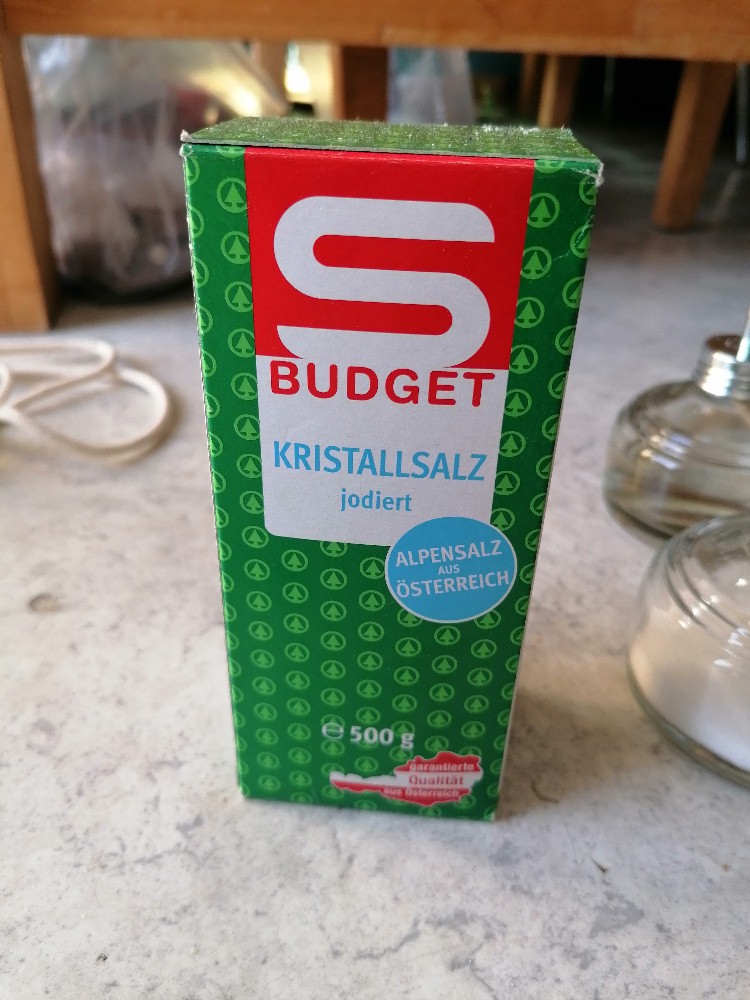 S
BUDGET
KRISTALLSALZ
jodiert
ALPENSALZ
AUS
ÖSTERREICH
℮ 500 g
garantierte
Qualität
aus Österreich